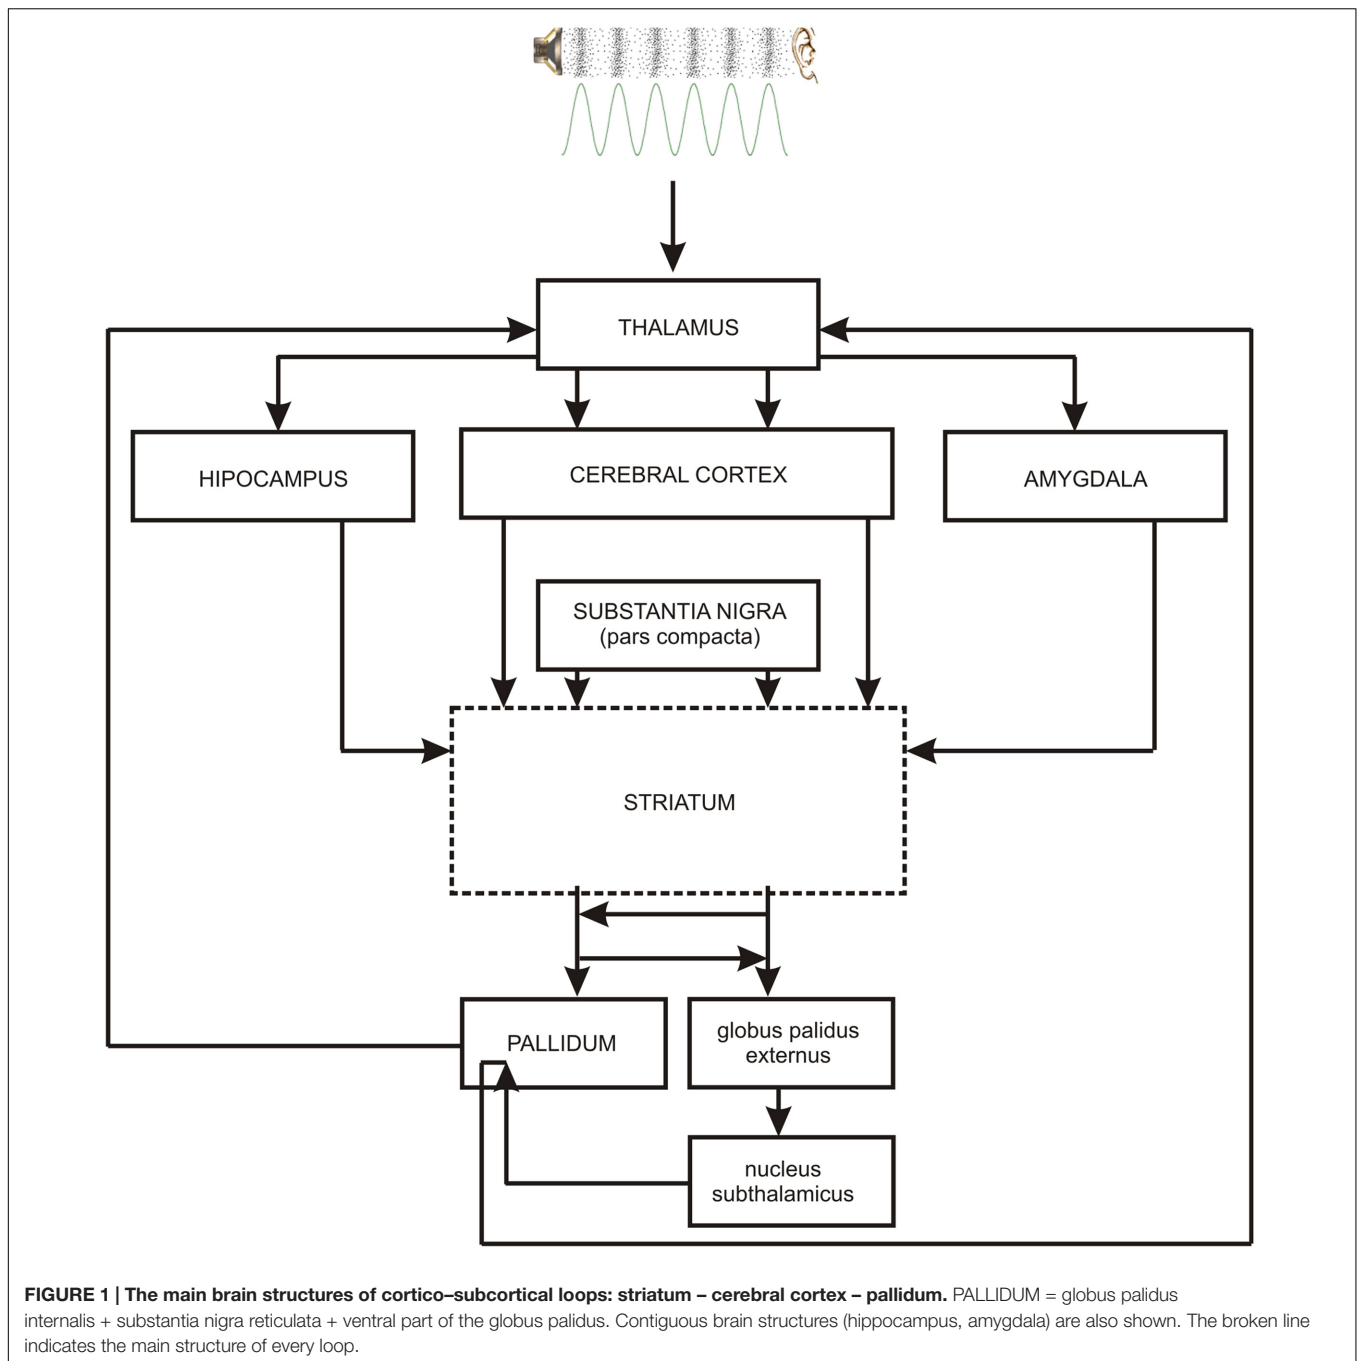 THALAMUS
HIPOCAMPUS
CEREBRAL CORTEX
AMYGDALA
SUBSTANTIA NIGRA
(pars compacta)
STRIATUM
PALLIDUM
globus palidus
externus
nucleus
subthalamicus
FIGURE 1 | The main brain structures of cortico–subcortical loops: striatum – cerebral cortex – pallidum. PALLIDUM = globus palidus
internalis + substantia nigra reticulata + ventral part of the globus palidus. Contiguous brain structures (hippocampus, amygdala) are also shown. The broken line
indicates the main structure of every loop.